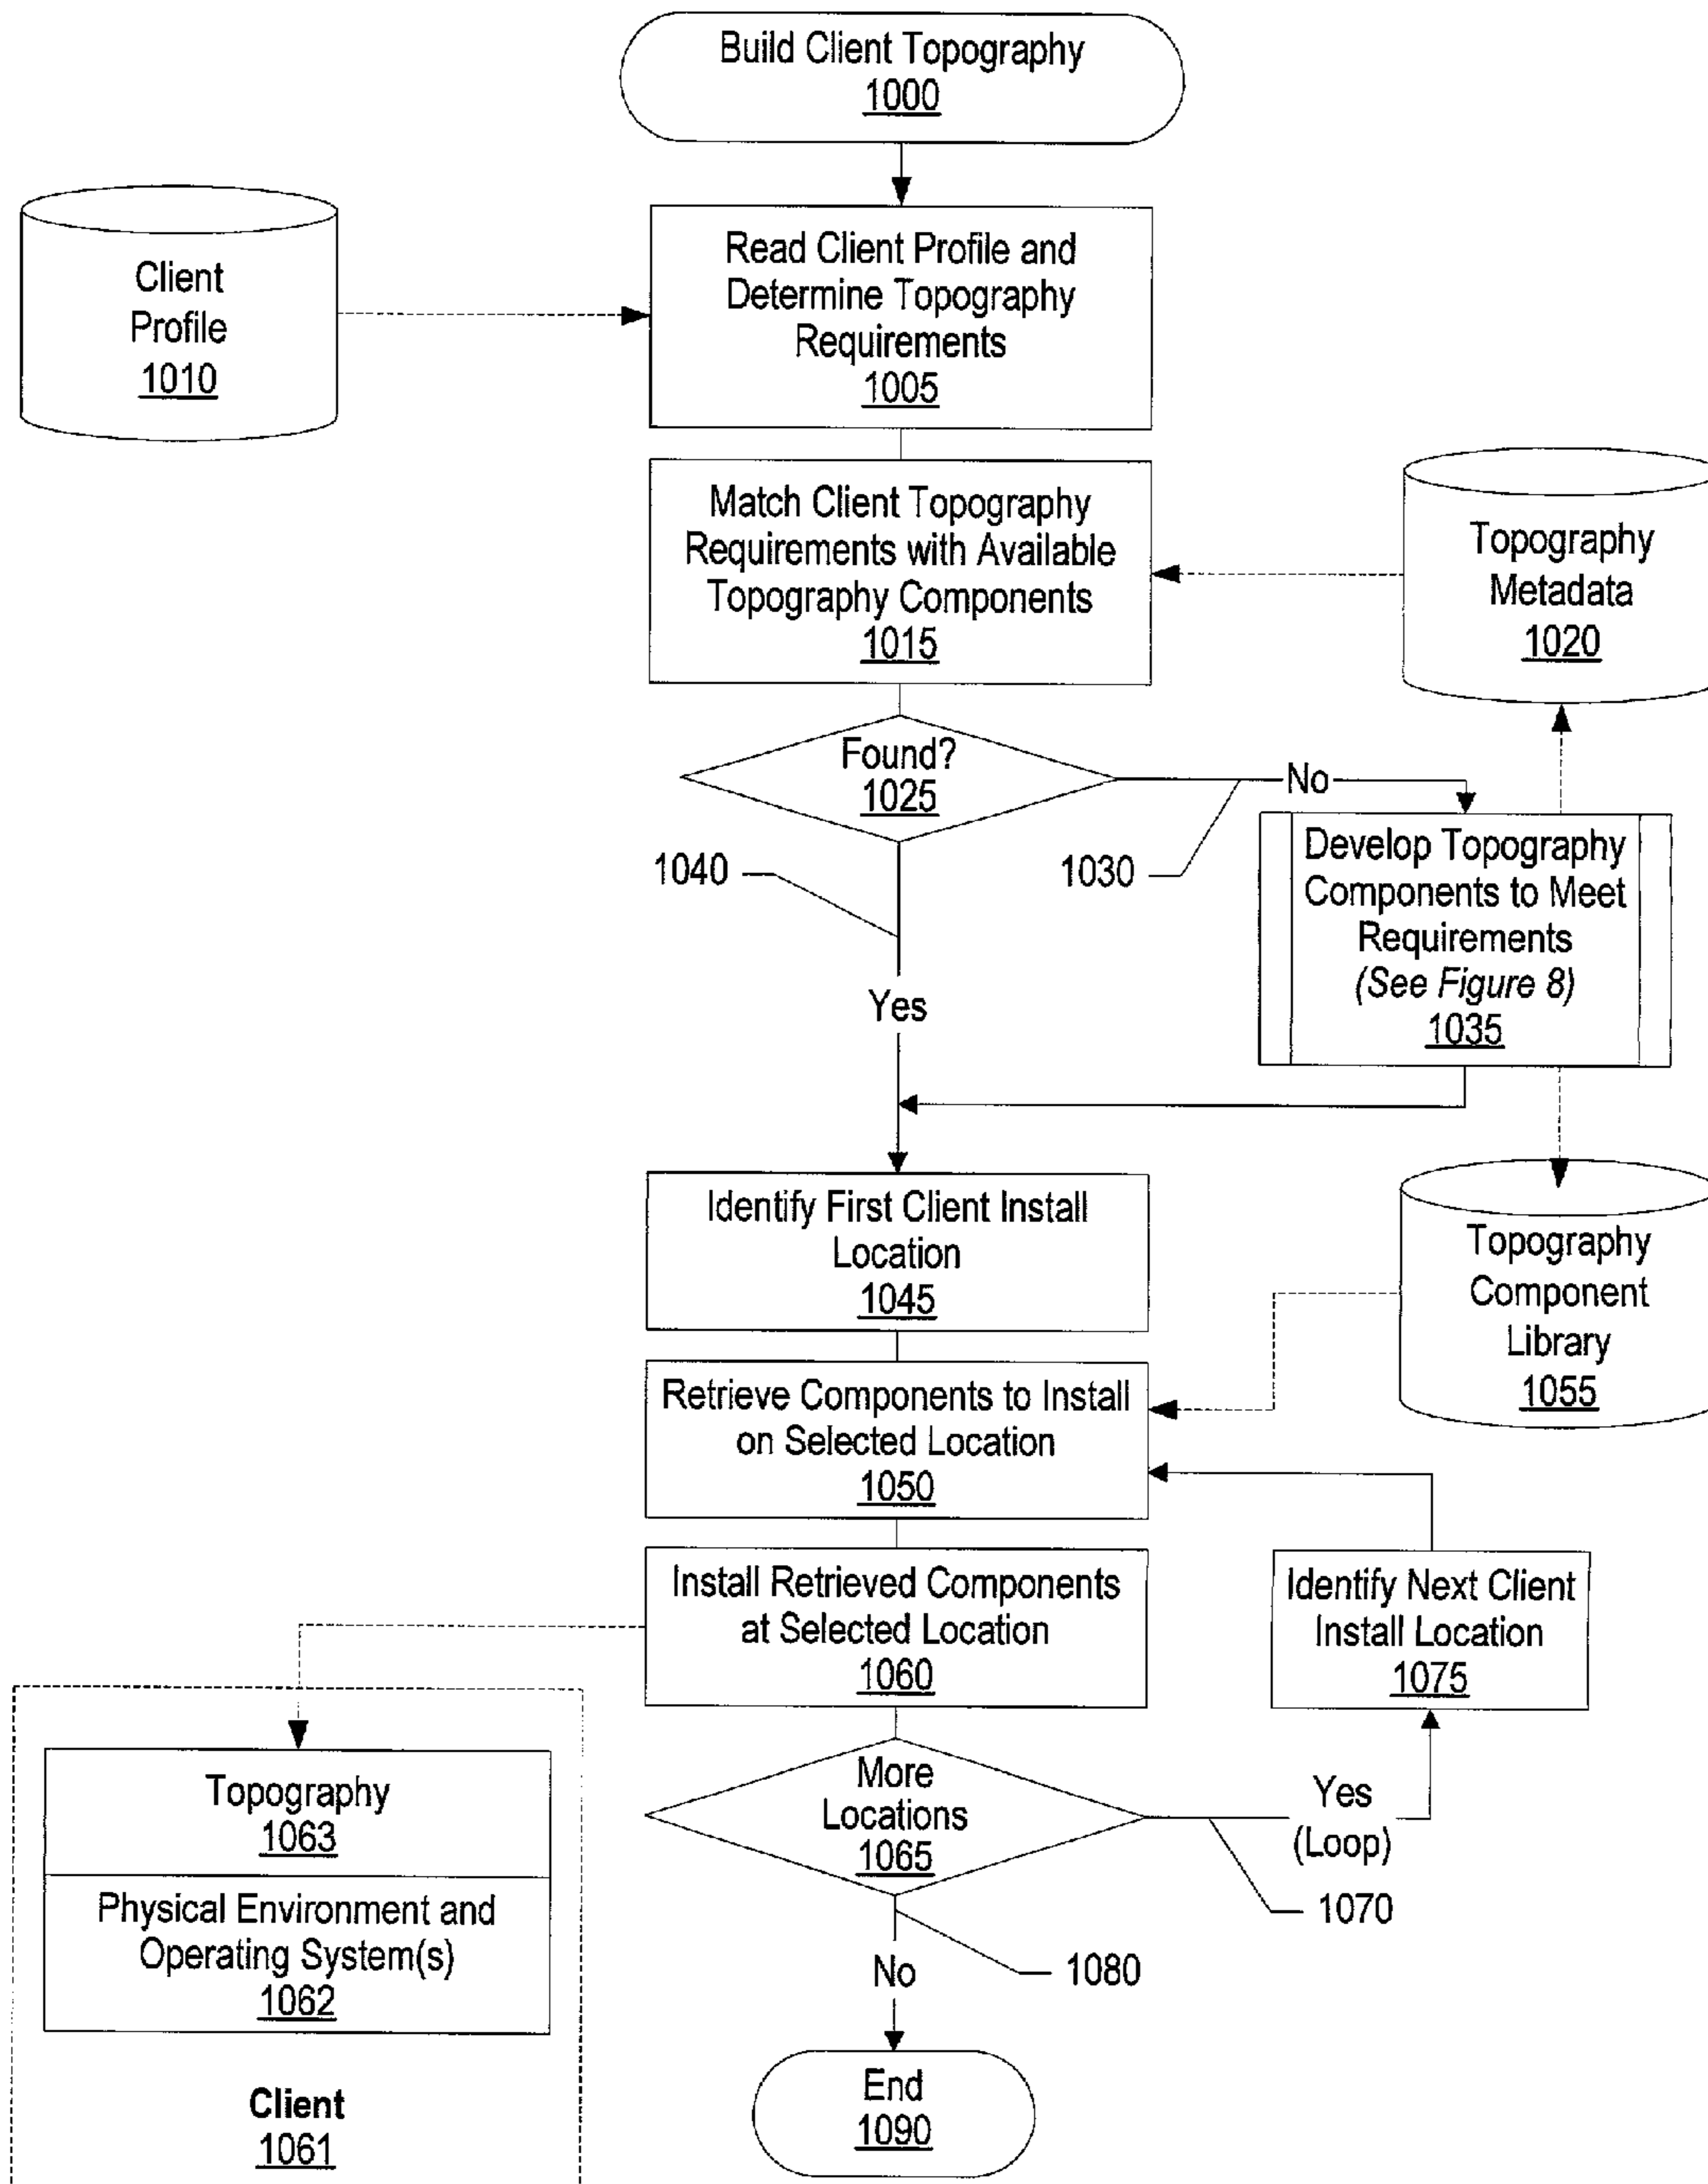 Build Client Topography
1000
Client
Profile
1010
Read Client Profile and
Determine Topography
Requirements
1005
Match Client Topography
Requirements with Available
Topography Components
1015
Topography
Metadata
1020
Found?
1025
No
1040
1030
Yes
Develop Topography
Components to Meet
Requirements
(See Figure 8)
1035
Identify First Client Install
Location
1045
Topography
Component
Library
1055
Retrieve Components to Install
on Selected Location
1050
Install Retrieved Components
at Selected Location
1060
Identify Next Client
Install Location
1075
More
Locations
1065
Yes
(Loop)
1070
1080
No
Topography
1063
Physical Environment and
Operating System(s)
1062
Client
1061
End
1090